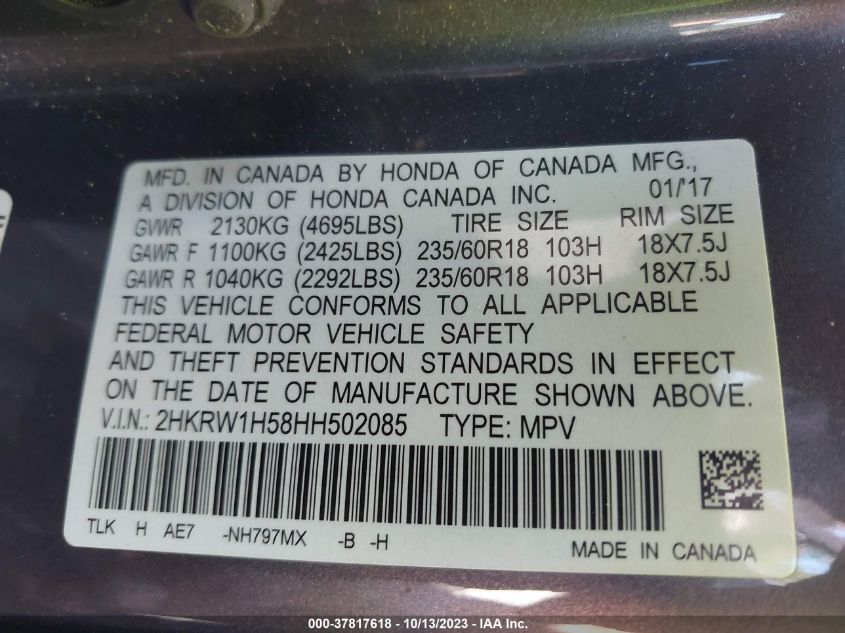 MFD. IN CANADA BY HONDA OF CANADA MFG.,
A DIVISION OF HONDA CANADA INC. 01/'17
GVWR 2130KG (4695LBS) TIRE SIZE RIM SIZE
GAWR F 1100KG (2425LBS) 235/60R18 103H 18X7.5J
GAWR R 1040KG (2292LBS) 235/60R18 103H 18X7.5J
THIS VEHICLE CONFORMS TO ALL APPLICABLE
FEDERAL MOTOR VEHICLE SAFETY
AND THEFT PREVENTION STANDARDS IN EFFECT
ON THE DATE OF MANUFACTURE SHOWN ABOVE.
V.I.N.: 2HKRW1H58HH502085 TYPE: MPV
TLK H AE7 -NH797MX -B -H
MADE IN CANADA
000-37817618 - 10/13/2023 - IAA Inc.